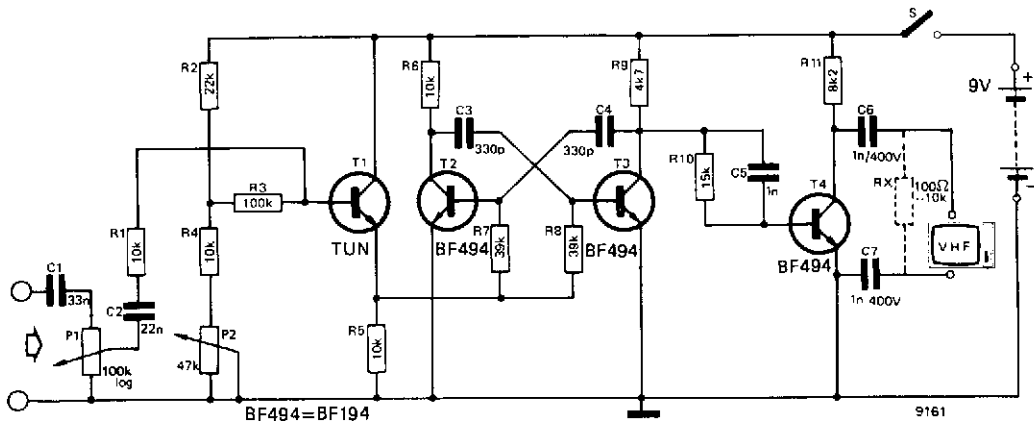 S
R2
22k
R6
10k
R9
4k7
R11
8k2
9V
+
C3
330p
C4
330p
C6
1n/400V
R10
15k
C5
1n
T1
T2
T3
T4
R3
100k
RX
100Ω
..10k
R1
10k
R4
10k
TUN
BF494
R7
39k
R8
39k
BF494
BF494
VHF
C1
33n
C2
22n
C7
1n 400V
P1
100k
log
P2
47k
R5
10k
BF494=BF194
9161